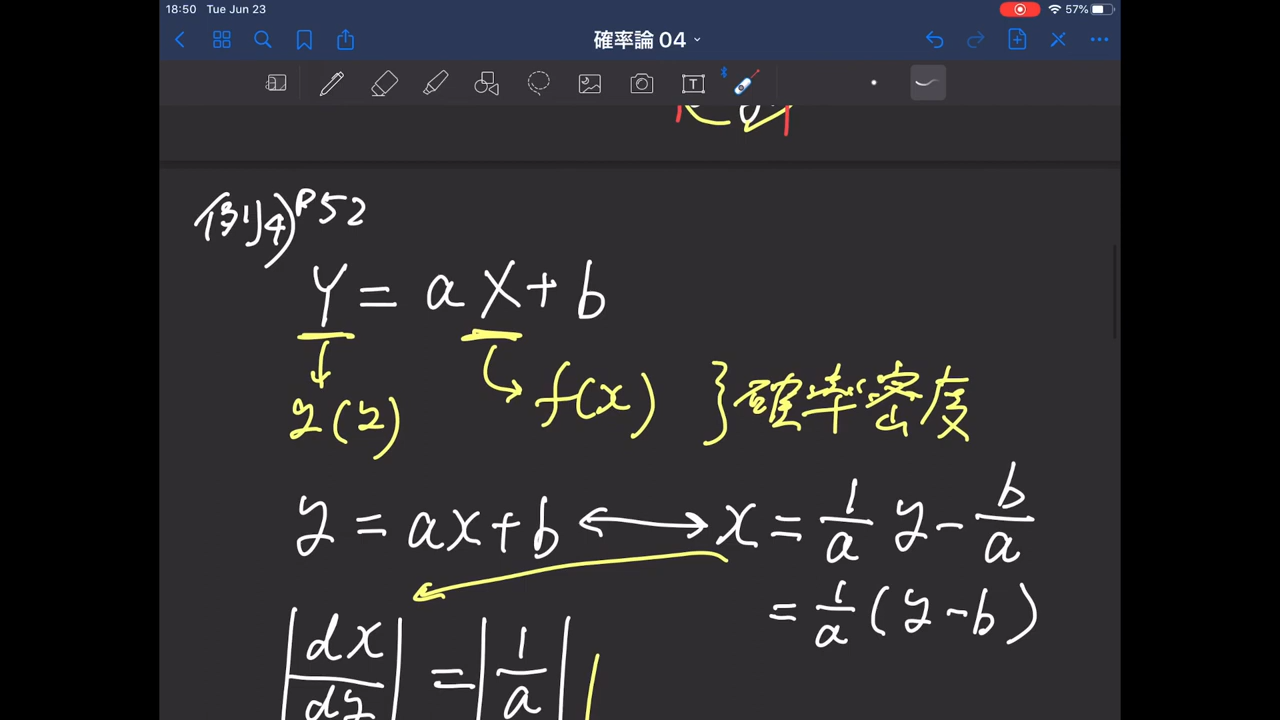 18:50 Tue Jun 23 57%
確率論 04
例4) P52
Y = aX + b
y(y) f(x) } 確率密度
y = ax + b ⟷ x = 1/a y − b/a
= 1/a (y − b)
|dx/dy| = |1/a|